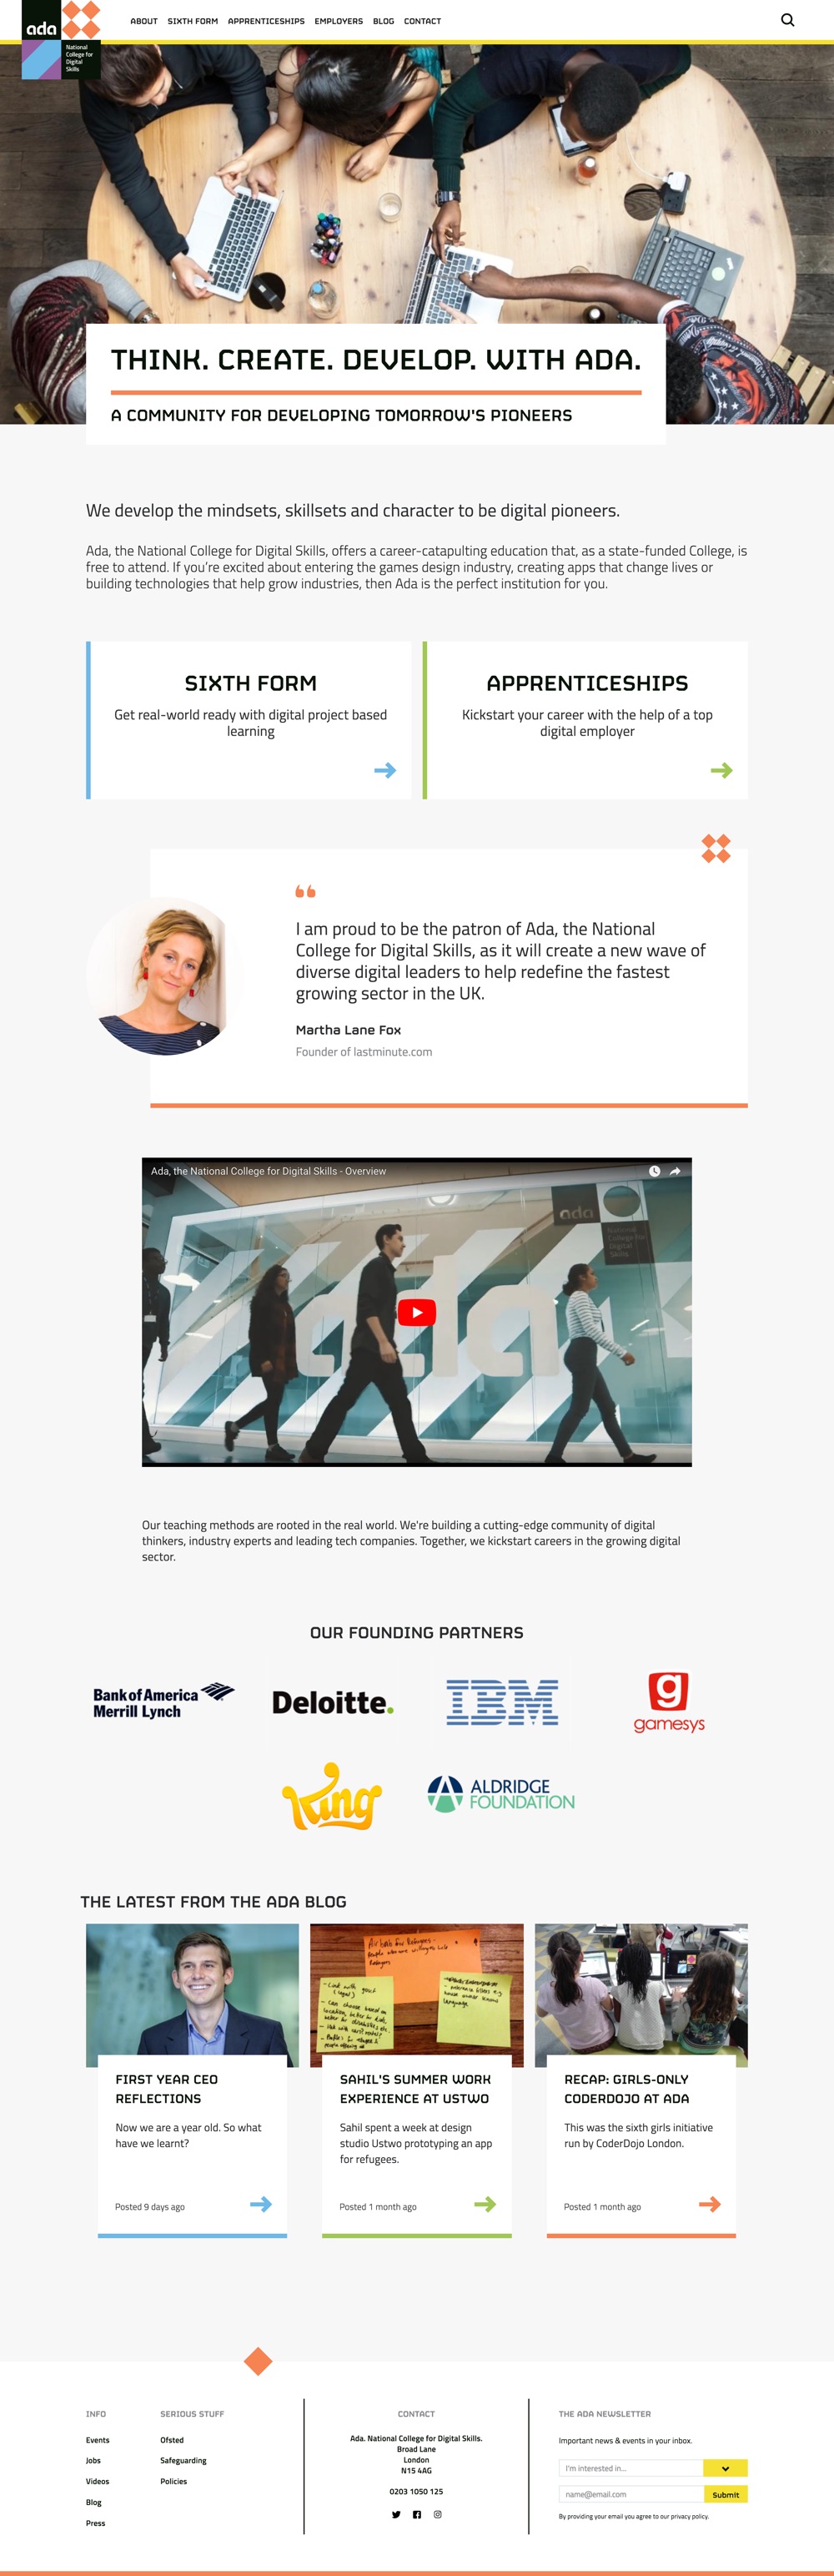 ada
National
College for
Digital
Skills
ABOUT SIXTH FORM APPRENTICESHIPS EMPLOYERS BLOG CONTACT
THINK. CREATE. DEVELOP. WITH ADA.
A COMMUNITY FOR DEVELOPING TOMORROW'S PIONEERS
We develop the mindsets, skillsets and character to be digital pioneers.
Ada, the National College for Digital Skills, offers a career-catapulting education that, as a state-funded College, is
free to attend. If you’re excited about entering the games design industry, creating apps that change lives or
building technologies that help grow industries, then Ada is the perfect institution for you.
SIXTH FORM
Get real-world ready with digital project based
learning
APPRENTICESHIPS
Kickstart your career with the help of a top
digital employer
I am proud to be the patron of Ada, the National
College for Digital Skills, as it will create a new wave of
diverse digital leaders to help redefine the fastest
growing sector in the UK.
Martha Lane Fox
Founder of lastminute.com
Ada, the National College for Digital Skills - Overview
ada
National
College for
Digital
Skills
ada
Our teaching methods are rooted in the real world. We're building a cutting-edge community of digital
thinkers, industry experts and leading tech companies. Together, we kickstart careers in the growing digital
sector.
OUR FOUNDING PARTNERS
Bank of America
Merrill Lynch
Deloitte.
IBM
g
gamesys
King
ALDRIDGE
FOUNDATION
THE LATEST FROM THE ADA BLOG
FIRST YEAR CEO
REFLECTIONS
Now we are a year old. So what
have we learnt?
Posted 9 days ago
SAHIL'S SUMMER WORK
EXPERIENCE AT USTWO
Sahil spent a week at design
studio Ustwo prototyping an app
for refugees.
Posted 1 month ago
RECAP: GIRLS-ONLY
CODERDOJO AT ADA
This was the sixth girls initiative
run by CoderDojo London.
Posted 1 month ago
INFO
Events
Jobs
Videos
Blog
Press
SERIOUS STUFF
Ofsted
Safeguarding
Policies
CONTACT
Ada. National College for Digital Skills.
Broad Lane
London
N15 4AG
0203 1050 125
THE ADA NEWSLETTER
Important news & events in your inbox.
I'm interested in...
name@email.com
Submit
By providing your email you agree to our privacy policy.